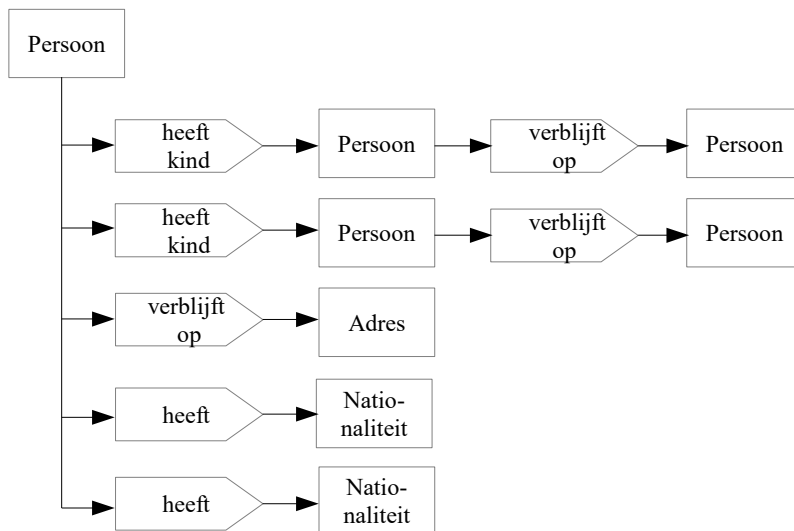 Persoon
heeft
kind
Persoon
verblijft
op
Persoon
heeft
kind
Persoon
verblijft
op
Persoon
verblijft
op
Adres
heeft
Natio-
naliteit
heeft
Natio-
naliteit